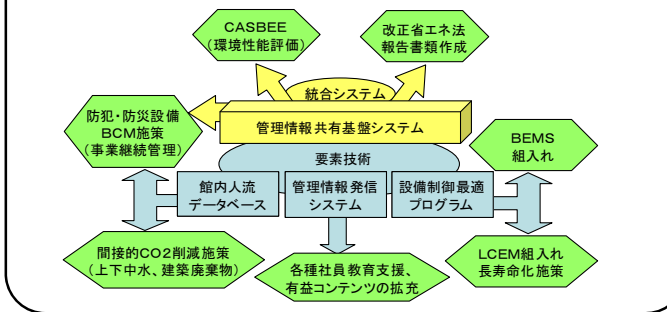 CASBEE
（環境性能評価）
改正省エネ法
報告書類作成
統合システム
防犯・防災設備
BCM施策
（事業継続管理）
管理情報共有基盤システム
BEMS
組入れ
要素技術
館内人流
データベース
管理情報発信
システム
設備制御最適
プログラム
間接的CO2削減施策
（上下中水、建築廃棄物）
各種社員教育支援、
有益コンテンツの拡充
LCEM組入れ
長寿命化施策